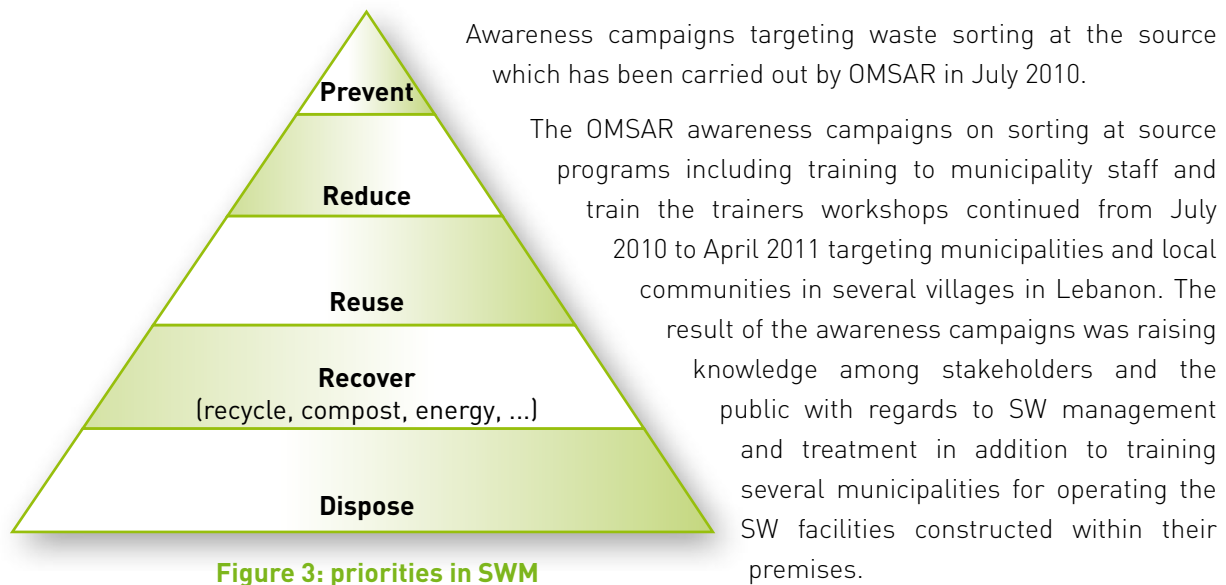 Prevent
Reduce
Reuse
Recover
(recycle, compost, energy, ...)
Dispose
Figure 3: priorities in SWM
Awareness campaigns targeting waste sorting at the source
which has been carried out by OMSAR in July 2010.
The OMSAR awareness campaigns on sorting at source
programs including training to municipality staff and
train the trainers workshops continued from July
2010 to April 2011 targeting municipalities and local
communities in several villages in Lebanon. The
result of the awareness campaigns was raising
knowledge among stakeholders and the
public with regards to SW management
and treatment in addition to training
several municipalities for operating the
SW facilities constructed within their
premises.